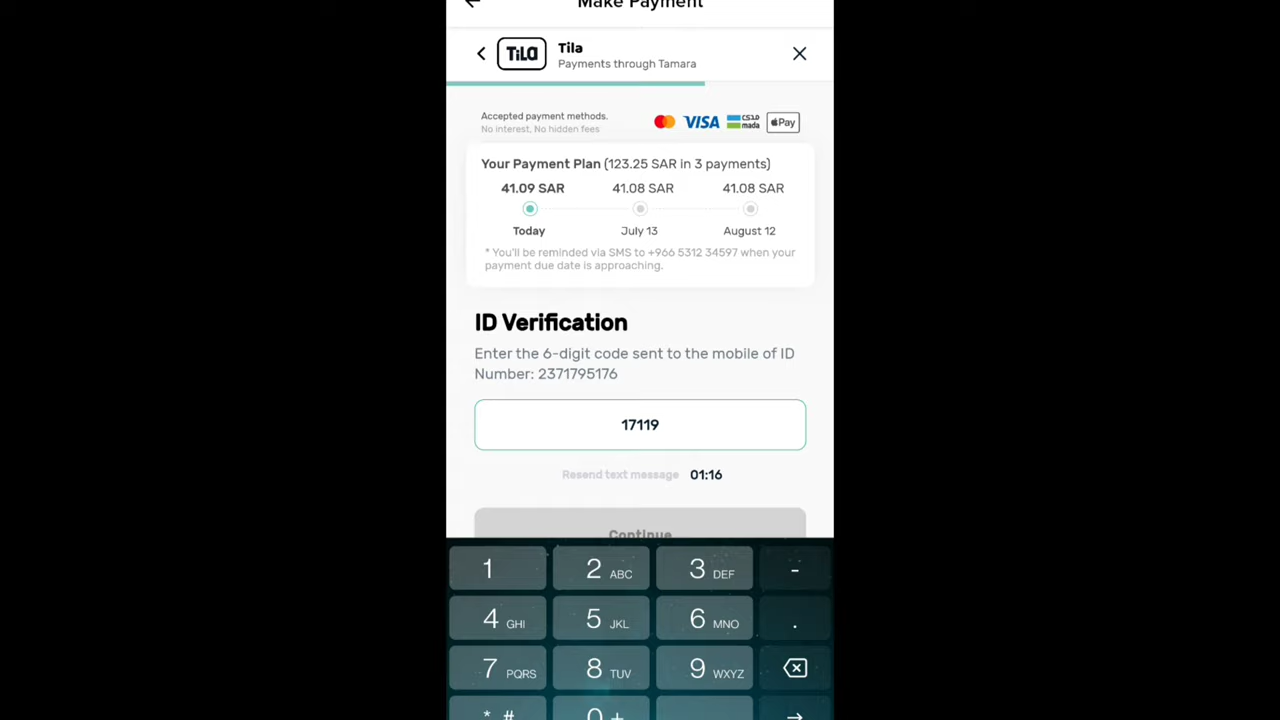 Make Payment
TiLa
Tila
Payments through Tamara
Accepted payment methods.
No interest, No hidden fees
VISA
مدى
mada
Pay
Your Payment Plan (123.25 SAR in 3 payments)
41.09 SAR 41.08 SAR 41.08 SAR
Today July 13 August 12
* You'll be reminded via SMS to +966 5312 34597 when your
payment due date is approaching.
ID Verification
Enter the 6-digit code sent to the mobile of ID
Number: 2371795176
17119
Resend text message 01:16
Continue
1 2 ABC 3 DEF -
4 GHI 5 JKL 6 MNO .
7 PQRS 8 TUV 9 WXYZ
* # 0 +